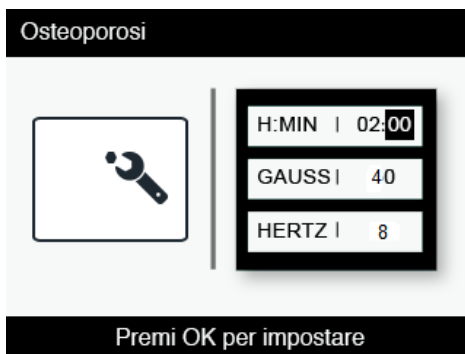 Osteoporosi
H:MIN | 02:00
GAUSS | 40
HERTZ | 8
Premi OK per impostare